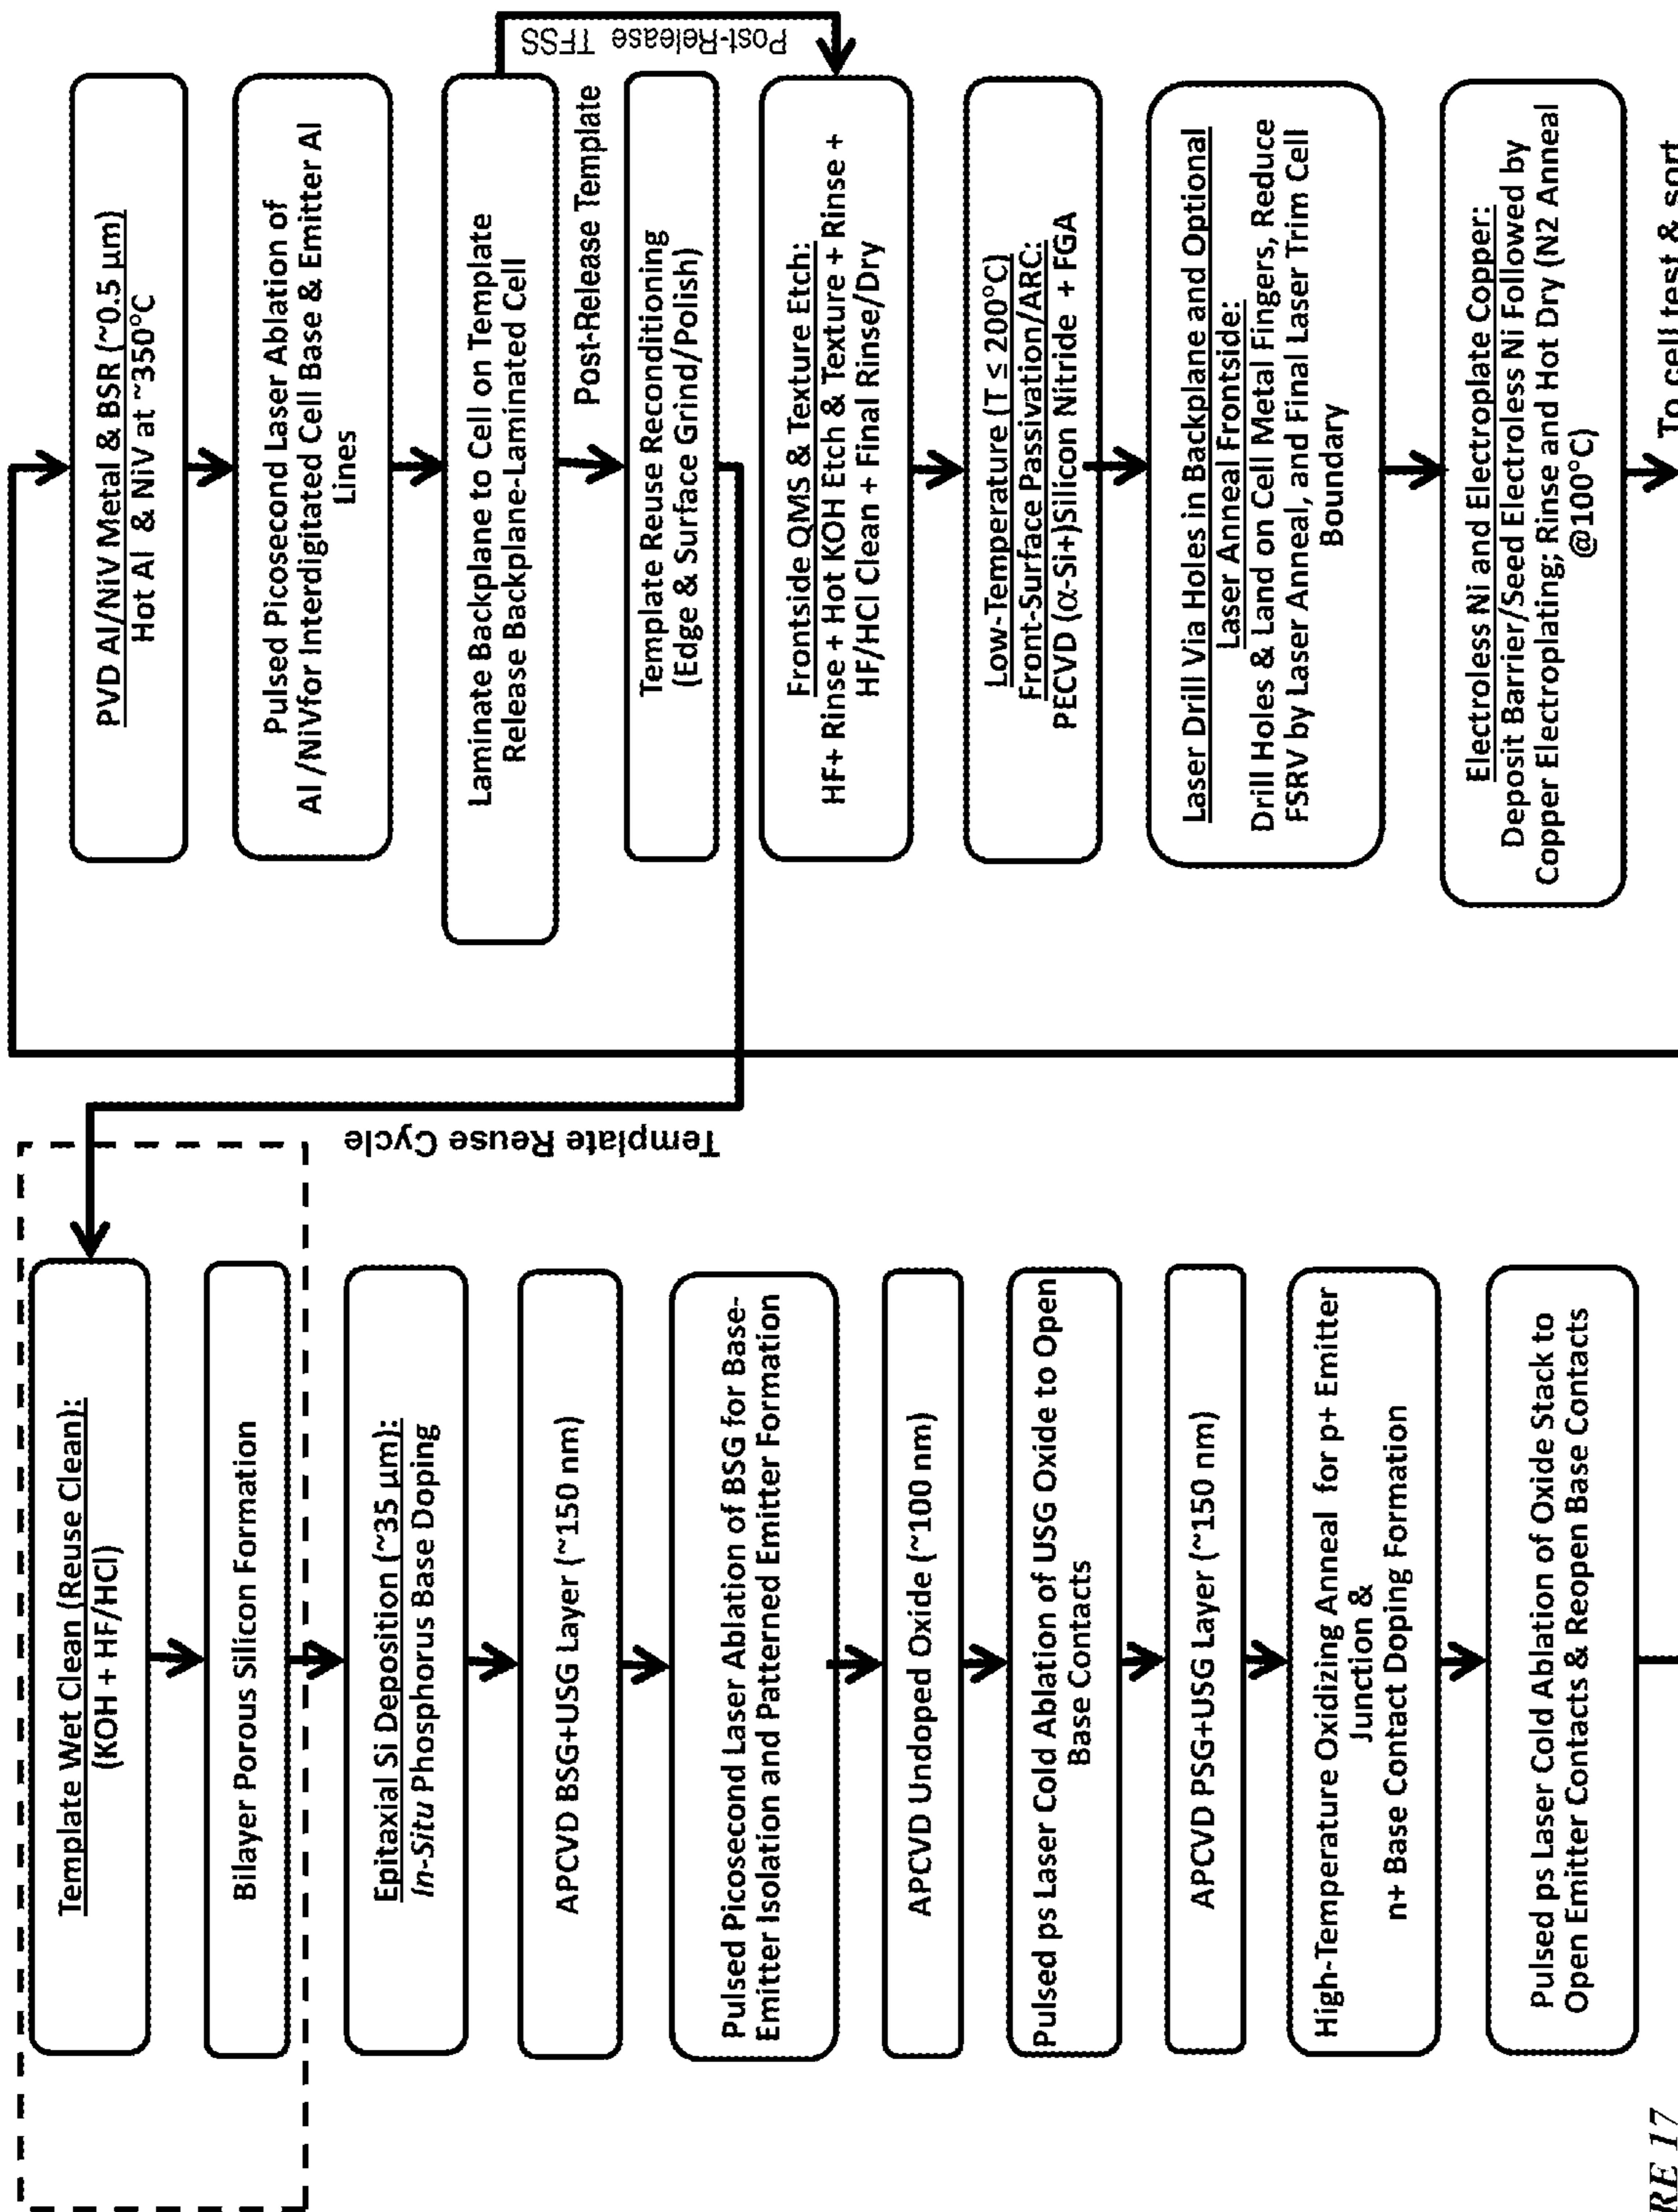 Template Wet Clean (Reuse Clean):
(KOH + HF/HCl)
Bilayer Porous Silicon Formation
Epitaxial Si Deposition (~35 µm):
In-Situ Phosphorus Base Doping
APCVD BSG+USG Layer (~150 nm)
Pulsed Picosecond Laser Ablation of BSG for Base-
Emitter Isolation and Patterned Emitter Formation
APCVD Undoped Oxide (~100 nm)
Pulsed ps Laser Cold Ablation of USG Oxide to Open
Base Contacts
APCVD PSG+USG Layer (~150 nm)
High-Temperature Oxidizing Anneal for p+ Emitter
Junction &
n+ Base Contact Doping Formation
Pulsed ps Laser Cold Ablation of Oxide Stack to
Open Emitter Contacts & Reopen Base Contacts
Template Reuse Cycle
PVD Al/NiV Metal & BSR (~0.5 µm)
Hot Al & NiV at ~350°C
Pulsed Picosecond Laser Ablation of
Al /NiVfor Interdigitated Cell Base & Emitter Al
Lines
Laminate Backplane to Cell on Template
Release Backplane-Laminated Cell
Post-Release TFSS
Post-Release Template
Template Reuse Reconditioning
(Edge & Surface Grind/Polish)
Frontside QMS & Texture Etch:
HF+ Rinse + Hot KOH Etch & Texture + Rinse +
HF/HCl Clean + Final Rinse/Dry
Low-Temperature (T ≤ 200°C)
Front-Surface Passivation/ARC:
PECVD (α-Si+)Silicon Nitride + FGA
Laser Drill Via Holes in Backplane and Optional
Laser Anneal Frontside:
Drill Holes & Land on Cell Metal Fingers, Reduce
FSRV by Laser Anneal, and Final Laser Trim Cell
Boundary
Electroless Ni and Electroplate Copper:
Deposit Barrier/Seed Electroless Ni Followed by
Copper Electroplating; Rinse and Hot Dry (N2 Anneal
@100°C)
To cell test & sort
RE 17